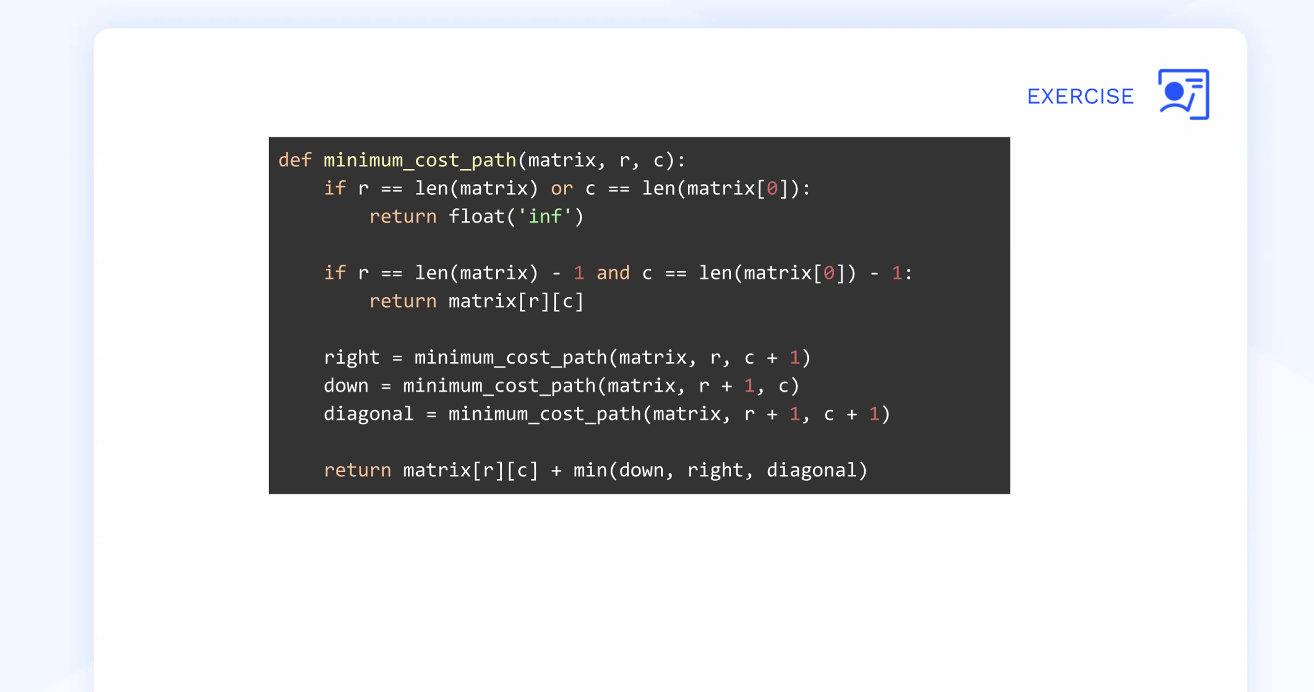 EXERCISE
def minimum_cost_path(matrix, r, c):
    if r == len(matrix) or c == len(matrix[0]):
        return float('inf')

    if r == len(matrix) - 1 and c == len(matrix[0]) - 1:
        return matrix[r][c]

    right = minimum_cost_path(matrix, r, c + 1)
    down = minimum_cost_path(matrix, r + 1, c)
    diagonal = minimum_cost_path(matrix, r + 1, c + 1)

    return matrix[r][c] + min(down, right, diagonal)